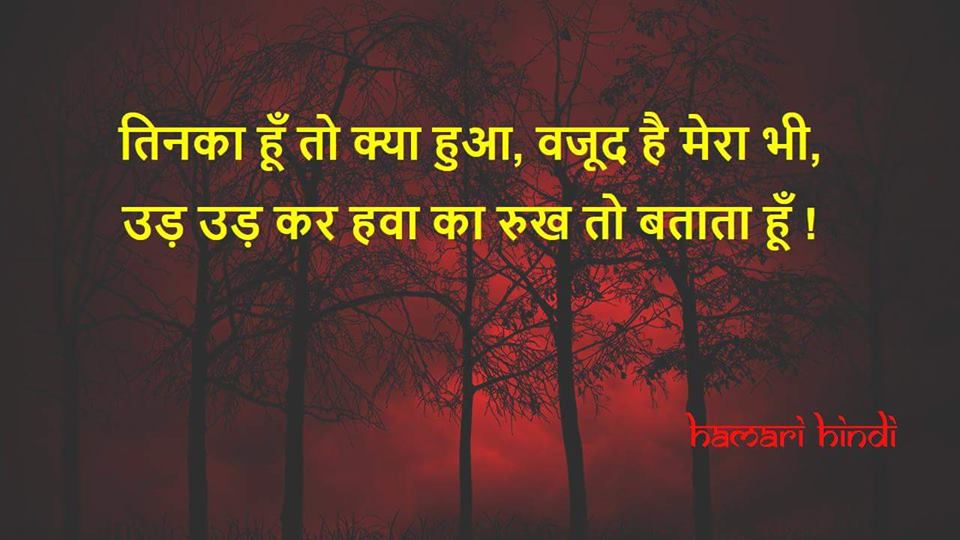 तिनका हूँ तो क्या हुआ, वजूद है मेरा भी,
उड़ उड़ कर हवा का रुख तो बताता हूँ !
HAMARI HINDI